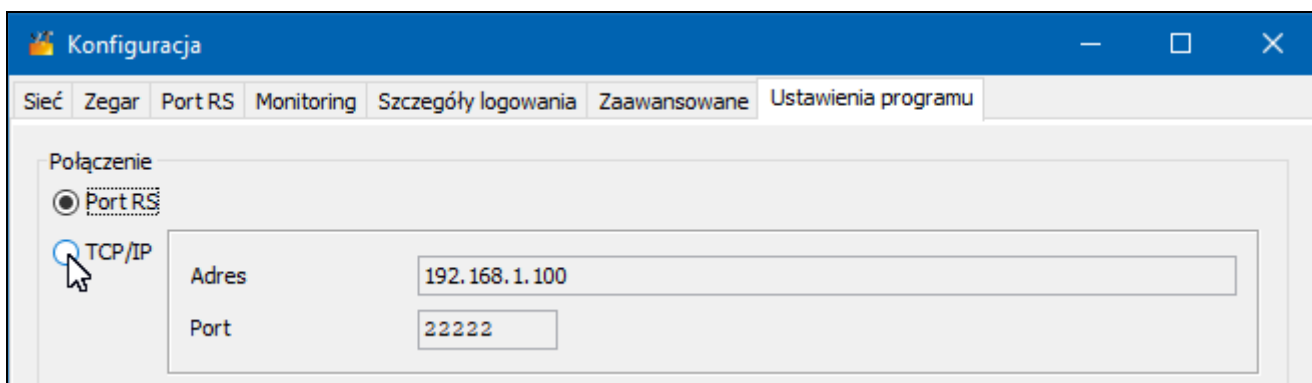 Konfiguracja
Sieć Zegar Port RS Monitoring Szczegóły logowania Zaawansowane Ustawienia programu
Połączenie
Port RS
TCP/IP
Adres 192.168.1.100
Port 22222